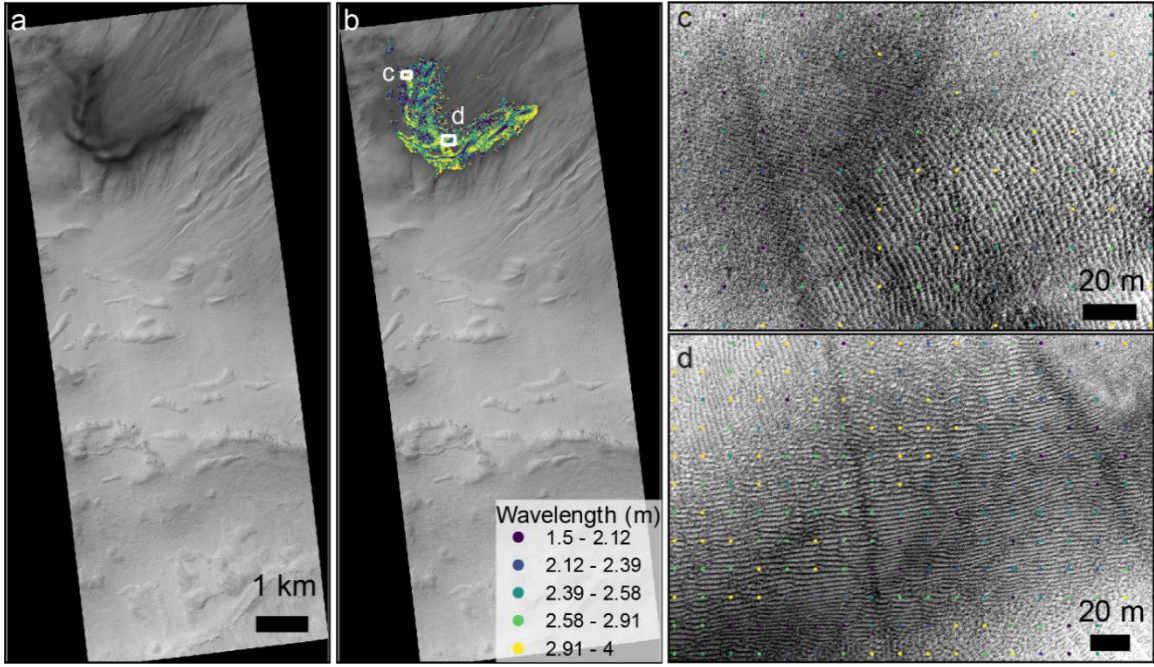 a
1 km
b
c
d
Wavelength (m)
1.5 - 2.12
2.12 - 2.39
2.39 - 2.58
2.58 - 2.91
2.91 - 4
c
20 m
d
20 m